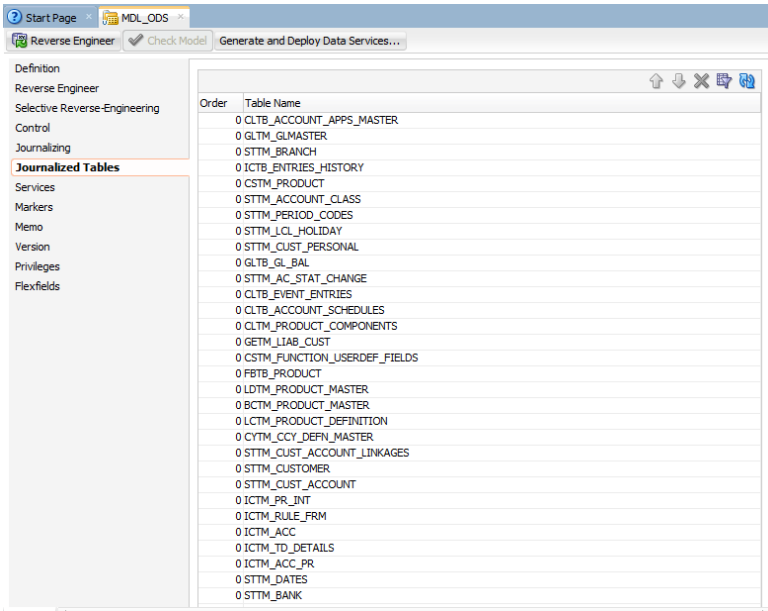 Start Page
MDL_ODS
Reverse Engineer Check Model Generate and Deploy Data Services...
Definition
Reverse Engineer
Selective Reverse-Engineering
Control
Journalizing
Journalized Tables
Services
Markers
Memo
Version
Privileges
Flexfields
Order Table Name
0 CLTB_ACCOUNT_APPS_MASTER
0 GLTM_GLMASTER
0 STTM_BRANCH
0 ICTB_ENTRIES_HISTORY
0 CSTM_PRODUCT
0 STTM_ACCOUNT_CLASS
0 STTM_PERIOD_CODES
0 STTM_LCL_HOLIDAY
0 STTM_CUST_PERSONAL
0 GLTB_GL_BAL
0 STTM_AC_STAT_CHANGE
0 CLTB_EVENT_ENTRIES
0 CLTB_ACCOUNT_SCHEDULES
0 CLTM_PRODUCT_COMPONENTS
0 GETM_LIAB_CUST
0 CSTM_FUNCTION_USERDEF_FIELDS
0 FBTB_PRODUCT
0 LDTM_PRODUCT_MASTER
0 BCTM_PRODUCT_MASTER
0 LCTM_PRODUCT_DEFINITION
0 CYTM_CCY_DEFN_MASTER
0 STTM_CUST_ACCOUNT_LINKAGES
0 STTM_CUSTOMER
0 STTM_CUST_ACCOUNT
0 ICTM_PR_INT
0 ICTM_RULE_FRM
0 ICTM_ACC
0 ICTM_TD_DETAILS
0 ICTM_ACC_PR
0 STTM_DATES
0 STTM_BANK